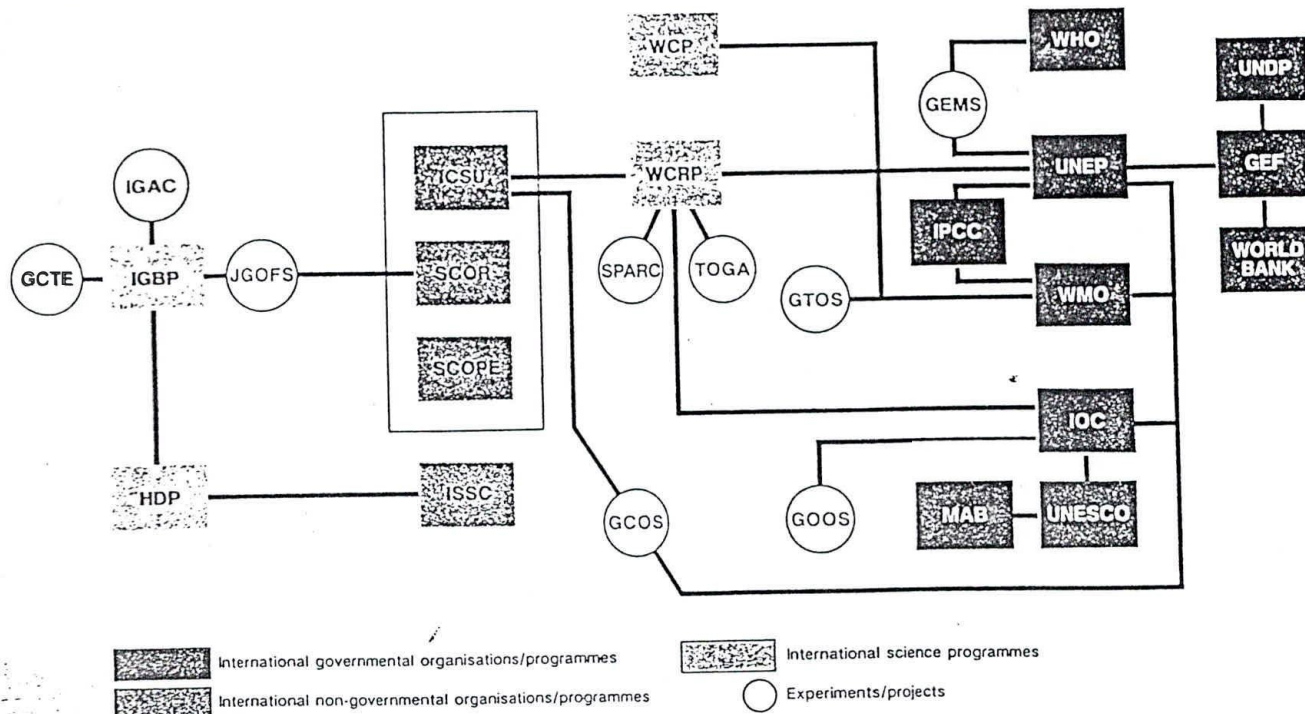 WCP
WHO
UNDP
GEMS
IGAC
ICSU
WCRP
UNEP
GEF
IPCC
GCTE
IGBP
JGOFS
SCOR
SPARC
TOGA
WORLD
BANK
GTOS
WMO
SCOPE
IOC
HDP
ISSC
GCOS
GOOS
MAB
UNESCO
International governmental organisations/programmes
International science programmes
International non-governmental organisations/programmes
Experiments/projects